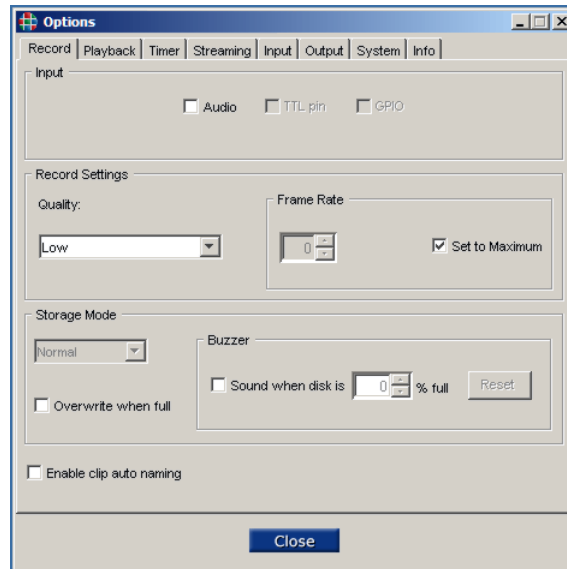 Options
Record Playback Timer Streaming Input Output System Info
Input
Audio TTL pin GPIO
Record Settings
Quality:
Frame Rate
Low
0
Set to Maximum
Storage Mode
Buzzer
Normal
Sound when disk is 0 % full Reset
Overwrite when full
Enable clip auto naming
Close